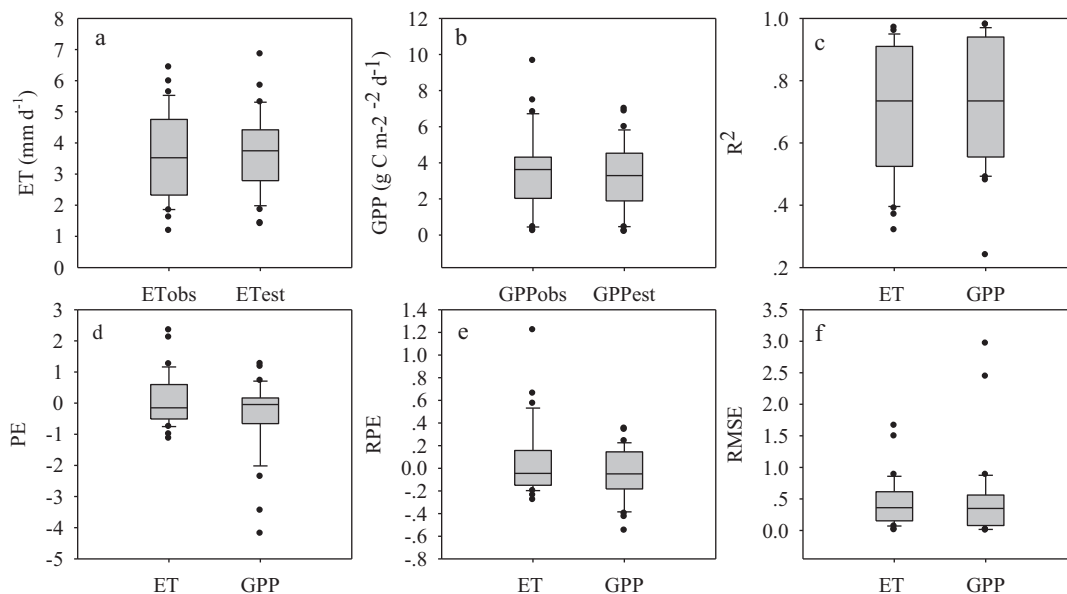 a
ET (mm d-1)
8
7
6
5
4
3
2
1
0
ETobs ETest
b
GPP (g C m-2 -2 d-1)
12
10
8
6
4
2
0
GPPobs GPPest
c
R2
1.0
.8
.6
.4
.2
ET GPP
d
PE
3
2
1
0
-1
-2
-3
-4
-5
ET GPP
e
RPE
1.4
1.2
1.0
.8
.6
.4
.2
0.0
-.2
-.4
-.6
-.8
ET GPP
f
RMSE
3.5
3.0
2.5
2.0
1.5
1.0
.5
0.0
ET GPP